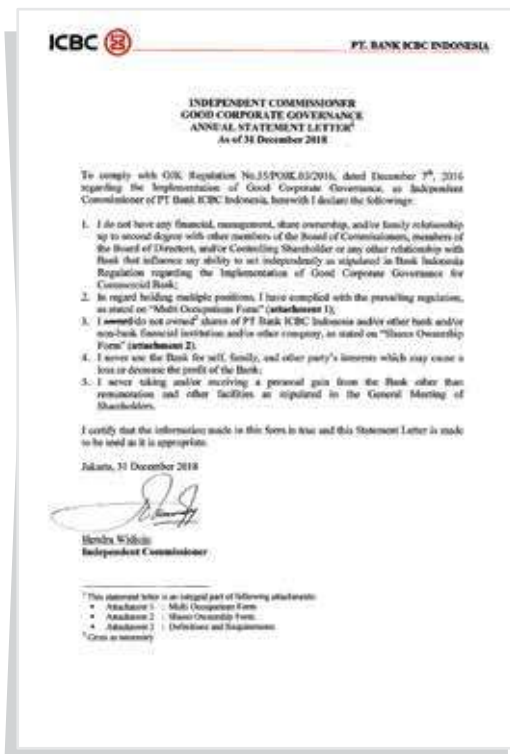 ICBC
PT. BANK ICBC INDONESIA
INDEPENDENT COMMISSIONER
GOOD CORPORATE GOVERNANCE
ANNUAL STATEMENT LETTER¹
As of 31 December 2018
To comply with OJK Regulation No.55/POJK.03/2016, dated December 7th, 2016
regarding the Implementation of Good Corporate Governance, as Independent
Commissioner of PT Bank ICBC Indonesia, herewith I declare the followings:
1. I do not have any financial, management, share ownership, and/or family relationship
up to second degree with other members of the Board of Commissioners, members of
the Board of Directors, and/or Controlling Shareholder or any other relationship with
Bank that influence my ability to act independently as stipulated in Bank Indonesia
Regulation regarding the Implementation of Good Corporate Governance for
Commercial Bank;
2. In regard holding multiple positions, I have complied with the prevailing regulation,
as stated on "Multi Occupations Form" (attachment 1);
3. I owned/do not owned² shares of PT Bank ICBC Indonesia and/or other bank and/or
non-bank financial institution and/or other company, as stated on "Shares Ownership
Form" (attachment 2).
4. I never use the Bank for self, family, and other party's interests which may cause a
loss or decrease the profit of the Bank;
5. I never taking and/or receiving a personal gain from the Bank other than
remuneration and other facilities as stipulated in the General Meeting of
Shareholders.
I certify that the information made in this form is true and this Statement Letter is made
to be used as it is appropriate.
Jakarta, 31 December 2018
Hendra Widjaja
Independent Commissioner
¹ This statement letter is an integral part of following attachments:
• Attachment 1 : Multi Occupations Form
• Attachment 2 : Shares Ownership Form
• Attachment 3 : Definitions and Requirements
² Cross as necessary